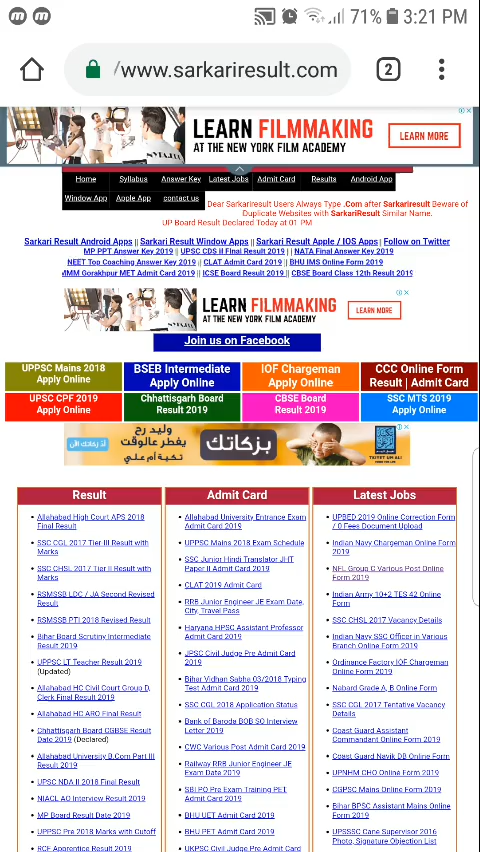 71% 3:21 PM
/www.sarkariresult.com
2
LEARN FILMMAKING
AT THE NEW YORK FILM ACADEMY
LEARN MORE
Home Syllabus Answer Key Latest Jobs Admit Card Results Android App
Window App Apple App contact us
Dear Sarkariresult Users Always Type .Com after Sarkariresult Beware of
Duplicate Websites with SarkariResult Similar Name.
UP Board Result Declared Today at 01 PM
Sarkari Result Android Apps || Sarkari Result Window Apps || Sarkari Result Apple / IOS Apps | Follow on Twitter
MP PPT Answer Key 2019 || UPSC CDS II Final Result 2019 | NATA Final Answer Key 2019
NEET Top Coaching Answer Key 2019 || CLAT Admit Card 2019 || BHU IMS Online Form 2019
MMM Gorakhpur MET Admit Card 2019 || ICSE Board Result 2019 || CBSE Board Class 12th Result 2019
LEARN FILMMAKING
AT THE NEW YORK FILM ACADEMY
LEARN MORE
Join us on Facebook
UPPSC Mains 2018
Apply Online
BSEB Intermediate
Apply Online
IOF Chargeman
Apply Online
CCC Online Form
Result | Admit Card
UPSC CPF 2019
Apply Online
Chhattisgarh Board
Result 2019
CBSE Board
Result 2019
SSC MTS 2019
Apply Online
وليد رح
يفطر عالوقت
تكية أم علي
بزكاتك
Result
Allahabad High Court APS 2018
Final Result
SSC CGL 2017 Tier III Result with
Marks
SSC CHSL 2017 Tier II Result with
Marks
RSMSSB LDC / JA Second Revised
Result
RSMSSB PTI 2018 Revised Result
Bihar Board Scrutiny Intermediate
Result 2019
UPPSC LT Teacher Result 2019
(Updated)
Allahabad HC Civil Court Group D,
Clerk Final Result 2019
Allahabad HC ARO Final Result
Chhattisgarh Board CGBSE Result
Date 2019 (Declared)
Allahabad University B.Com Part III
Result 2019
UPSC NDA II 2018 Final Result
NIACL AO Interview Result 2019
MP Board Result Date 2019
UPPSC Pre 2018 Marks with Cutoff
RCF Apprentice Result 2019
Admit Card
Allahabad University Entrance Exam
Admit Card 2019
UPPSC Mains 2018 Exam Schedule
SSC Junior Hindi Translator JHT
Paper II Admit Card 2019
CLAT 2019 Admit Card
RRB Junior Engineer JE Exam Date,
City, Travel Pass
Haryana HPSC Assistant Professor
Admit Card 2019
JPSC Civil Judge Pre Admit Card
2019
Bihar Vidhan Sabha 03/2018 Typing
Test Admit Card 2019
SSC CGL 2018 Application Status
Bank of Baroda BOB SO Interview
Letter 2019
CWC Various Post Admit Card 2019
Railway RRB Junior Engineer JE
Exam Date 2019
SBI PO Pre Exam Training PET
Admit Card 2019
BHU UET Admit Card 2019
BHU PET Admit Card 2019
UKPSC Civil Judge Pre Admit Card
Latest Jobs
UPBED 2019 Online Correction Form
/ 0 Fees Document Upload
Indian Navy Chargeman Online Form
2019
NFL Group C Various Post Online
Form 2019
Indian Army 10+2 TES 42 Online
Form
SSC CHSL 2017 Vacancy Details
Indian Navy SSC Officer in Various
Branch Online Form 2019
Ordinance Factory IOF Chargeman
Online Form 2019
Nabard Grade A, B Online Form
SSC CGL 2017 Tentative Vacancy
Details
Coast Guard Assistant
Commandant Online Form 2019
Coast Guard Navik DB Online Form
UPNHM CHO Online Form 2019
CGPSC Mains Online Form 2019
Bihar BPSC Assistant Mains Online
Form 2019
UPSSSC Cane Supervisor 2016
Photo, Signature Objection List